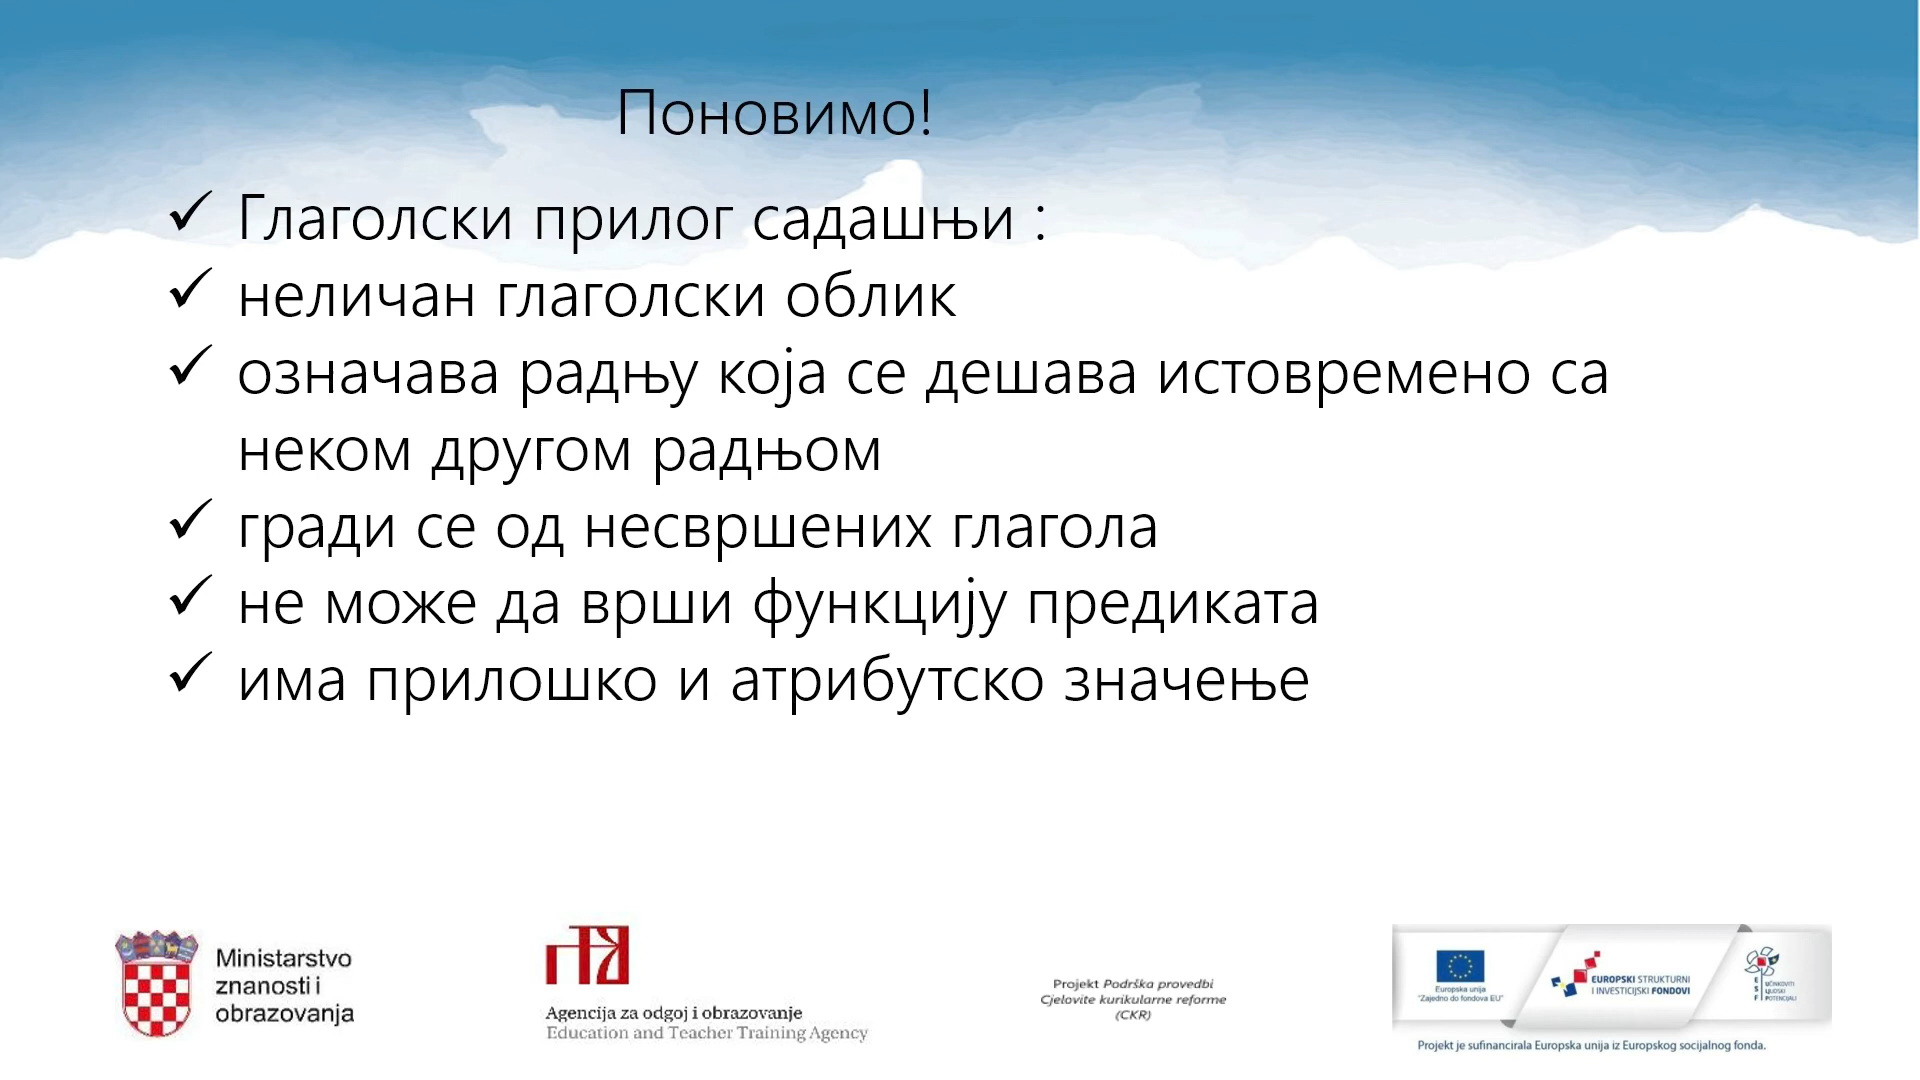 Поновимо!
✓ Глаголски прилог садашњи :
✓ неличан глаголски облик
✓ означава радњу која се дешава истовремено са
неком другом радњом
✓ гради се од несвршених глагола
✓ не може да врши функцију предиката
✓ има прилошко и атрибутско значење
Ministarstvo
znanosti i
obrazovanja
Agencija za odgoj i obrazovanje
Education and Teacher Training Agency
Projekt Podrška provedbi
Cjelovite kurikularne reforme
(CKR)
Europska unija
"Zajedno do fondova EU"
EUROPSKI STRUKTURNI
I INVESTICIJSKI FONDOVI
ESF
UČINKOVITI
LJUDSKI
POTENCIJALI
Projekt je sufinancirala Europska unija iz Europskog socijalnog fonda.